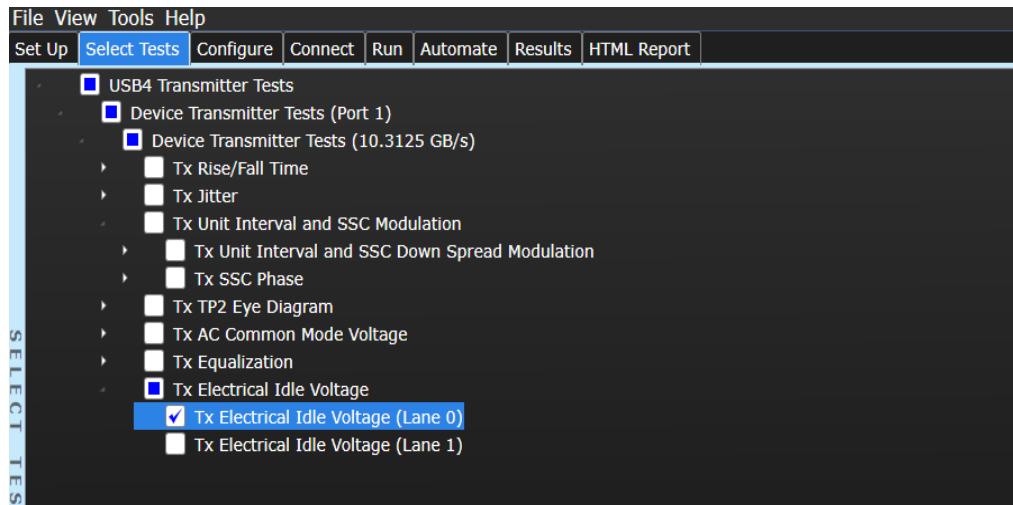 File View Tools Help
Set Up Select Tests Configure Connect Run Automate Results HTML Report
USB4 Transmitter Tests
Device Transmitter Tests (Port 1)
Device Transmitter Tests (10.3125 GB/s)
Tx Rise/Fall Time
Tx Jitter
Tx Unit Interval and SSC Modulation
Tx Unit Interval and SSC Down Spread Modulation
Tx SSC Phase
Tx TP2 Eye Diagram
Tx AC Common Mode Voltage
Tx Equalization
Tx Electrical Idle Voltage
Tx Electrical Idle Voltage (Lane 0)
Tx Electrical Idle Voltage (Lane 1)
SELECT TES